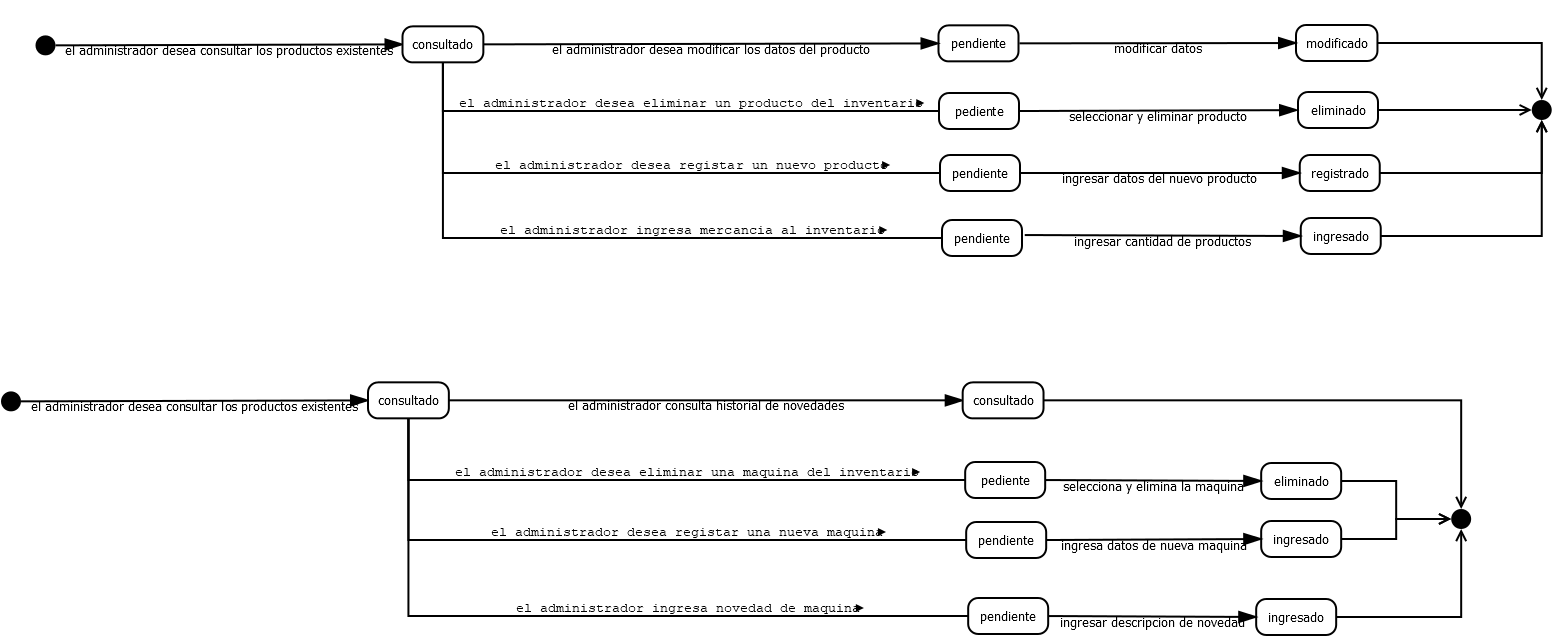 el administrador desea consultar los productos existentes
consultado
el administrador desea modificar los datos del producto
pendiente
modificar datos
modificado
el administrador desea eliminar un producto del inventario
pediente
seleccionar y eliminar producto
eliminado
el administrador desea registar un nuevo producto
pendiente
ingresar datos del nuevo producto
registrado
el administrador ingresa mercancia al inventario
pendiente
ingresar cantidad de productos
ingresado
el administrador desea consultar los productos existentes
consultado
el administrador consulta historial de novedades
consultado
el administrador desea eliminar una maquina del inventario
pediente
selecciona y elimina la maquina
eliminado
el administrador desea registar una nueva maquina
pendiente
ingresa datos de nueva maquina
ingresado
el administrador ingresa novedad de maquina
pendiente
ingresar descripcion de novedad
ingresado